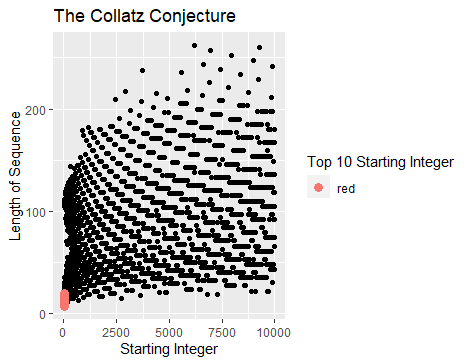 The Collatz Conjecture
Length of Sequence
200
100
0
0
2500
5000
7500
10000
Starting Integer
Top 10 Starting Integer
red